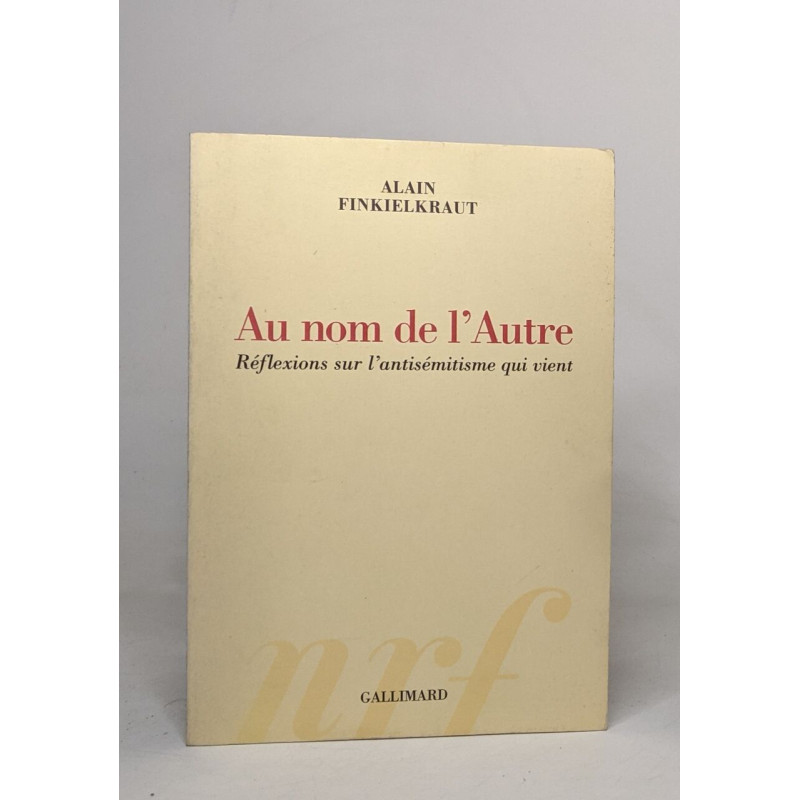 ALAIN
FINKIELKRAUT
Au nom de l'Autre
Réflexions sur l'antisémitisme qui vient
nrf
GALLIMARD